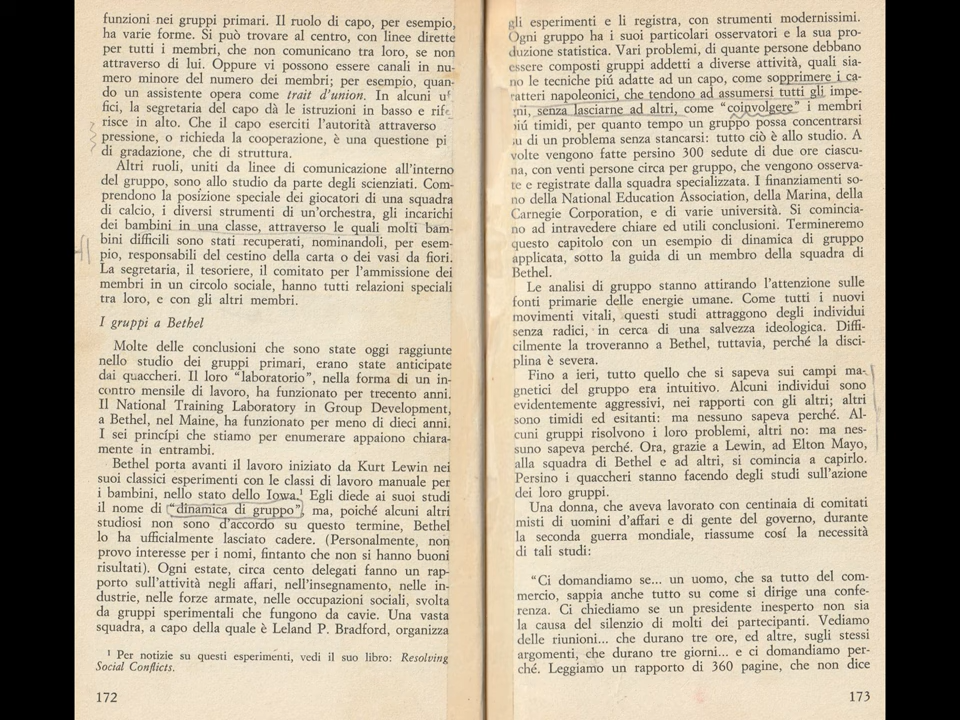 funzioni nei gruppi primari. Il ruolo di capo, per esempio,
ha varie forme. Si può trovare al centro, con linee dirette
per tutti i membri, che non comunicano tra loro, se non
attraverso di lui. Oppure vi possono essere canali in nu-
mero minore del numero dei membri; per esempio, quan-
do un assistente opera come trait d'union. In alcuni uf
fici, la segretaria del capo dà le istruzioni in basso e rife
risce in alto. Che il capo eserciti l'autorità attraverso
pressione, o richieda la cooperazione, è una questione pi
di gradazione, che di struttura.
Altri ruoli, uniti da linee di comunicazione all'interno
del gruppo, sono allo studio da parte degli scienziati. Com-
prendono la posizione speciale dei giocatori di una squadra
di calcio, i diversi strumenti di un'orchestra, gli incarichi
dei bambini in una classe, attraverso le quali molti bam-
bini difficili sono stati recuperati, nominandoli, per esem-
pio, responsabili del cestino della carta o dei vasi da fiori.
La segretaria, il tesoriere, il comitato per l'ammissione dei
membri in un circolo sociale, hanno tutti relazioni speciali
tra loro, e con gli altri membri.
I gruppi a Bethel
Molte delle conclusioni che sono state oggi raggiunte
nello studio dei gruppi primari, erano state anticipate
dai quaccheri. Il loro "laboratorio", nella forma di un in-
contro mensile di lavoro, ha funzionato per trecento anni.
Il National Training Laboratory in Group Development,
a Bethel, nel Maine, ha funzionato per meno di dieci anni.
I sei princípi che stiamo per enumerare appaiono chiara-
mente in entrambi.
Bethel porta avanti il lavoro iniziato da Kurt Lewin nei
suoi classici esperimenti con le classi di lavoro manuale per
i bambini, nello stato dello Iowa.¹ Egli diede ai suoi studi
il nome di "dinamica di gruppo", ma, poiché alcuni altri
studiosi non sono d'accordo su questo termine, Bethel
lo ha ufficialmente lasciato cadere. (Personalmente, non
provo interesse per i nomi, fintanto che non si hanno buoni
risultati). Ogni estate, circa cento delegati fanno un rap-
porto sull'attività negli affari, nell'insegnamento, nelle in-
dustrie, nelle forze armate, nelle occupazioni sociali, svolta
da gruppi sperimentali che fungono da cavie. Una vasta
squadra, a capo della quale è Leland P. Bradford, organizza
¹ Per notizie su questi esperimenti, vedi il suo libro: Resolving
Social Conflicts.
172
gli esperimenti e li registra, con strumenti modernissimi.
Ogni gruppo ha i suoi particolari osservatori e la sua pro-
duzione statistica. Vari problemi, di quante persone debbano
essere composti gruppi addetti a diverse attività, quali sia-
no le tecniche piú adatte ad un capo, come sopprimere i ca-
ratteri napoleonici, che tendono ad assumersi tutti gli impe-
gni, senza lasciarne ad altri, come "coinvolgere" i membri
piú timidi, per quanto tempo un gruppo possa concentrarsi
su di un problema senza stancarsi: tutto ciò è allo studio. A
volte vengono fatte persino 300 sedute di due ore ciascu-
na, con venti persone circa per gruppo, che vengono osserva-
te e registrate dalla squadra specializzata. I finanziamenti so-
no della National Education Association, della Marina, della
Carnegie Corporation, e di varie università. Si comincia-
no ad intravedere chiare ed utili conclusioni. Termineremo
questo capitolo con un esempio di dinamica di gruppo
applicata, sotto la guida di un membro della squadra di
Bethel.
Le analisi di gruppo stanno attirando l'attenzione sulle
fonti primarie delle energie umane. Come tutti i nuovi
movimenti vitali, questi studi attraggono degli individui
senza radici, in cerca di una salvezza ideologica. Diffi-
cilmente la troveranno a Bethel, tuttavia, perché la disci-
plina è severa.
Fino a ieri, tutto quello che si sapeva sui campi ma-
gnetici del gruppo era intuitivo. Alcuni individui sono
evidentemente aggressivi, nei rapporti con gli altri; altri
sono timidi ed esitanti: ma nessuno sapeva perché. Al-
cuni gruppi risolvono i loro problemi, altri no: ma nes-
suno sapeva perché. Ora, grazie a Lewin, ad Elton Mayo,
alla squadra di Bethel e ad altri, si comincia a capirlo.
Persino i quaccheri stanno facendo degli studi sull'azione
dei loro gruppi.
Una donna, che aveva lavorato con centinaia di comitati
misti di uomini d'affari e di gente del governo, durante
la seconda guerra mondiale, riassume cosí la necessità
di tali studi:
"Ci domandiamo se... un uomo, che sa tutto del com-
mercio, sappia anche tutto su come si dirige una confe-
renza. Ci chiediamo se un presidente inesperto non sia
la causa del silenzio di molti dei partecipanti. Vediamo
delle riunioni... che durano tre ore, ed altre, sugli stessi
argomenti, che durano tre giorni... e ci domandiamo per-
ché. Leggiamo un rapporto di 360 pagine, che non dice
173